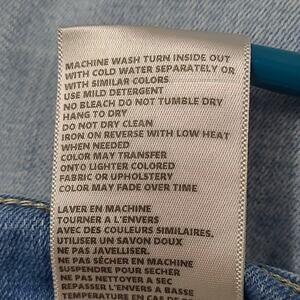 MACHINE WASH TURN INSIDE OUT
WITH COLD WATER SEPARATELY OR
WITH SIMILAR COLORS
USE MILD DETERGENT
NO BLEACH DO NOT TUMBLE DRY
HANG TO DRY
DO NOT DRY CLEAN
IRON ON REVERSE WITH LOW HEAT
WHEN NEEDED
COLOR MAY TRANSFER
ONTO LIGHTER COLORED
FABRIC OR UPHOLSTERY
COLOR MAY FADE OVER TIME
LAVER EN MACHINE
TOURNER A L'ENVERS
AVEC DES COULEURS SIMILAIRES.
UTILISER UN SAVON DOUX
NE PAS JAVELLISER.
NE PAS SÉCHER EN MACHINE
SUSPENDRE POUR SÉCHER
NE PAS NETTOYER A SEC
REPASSER L'ENVERS A BASSE
TEMPERATURE EN CAS DE